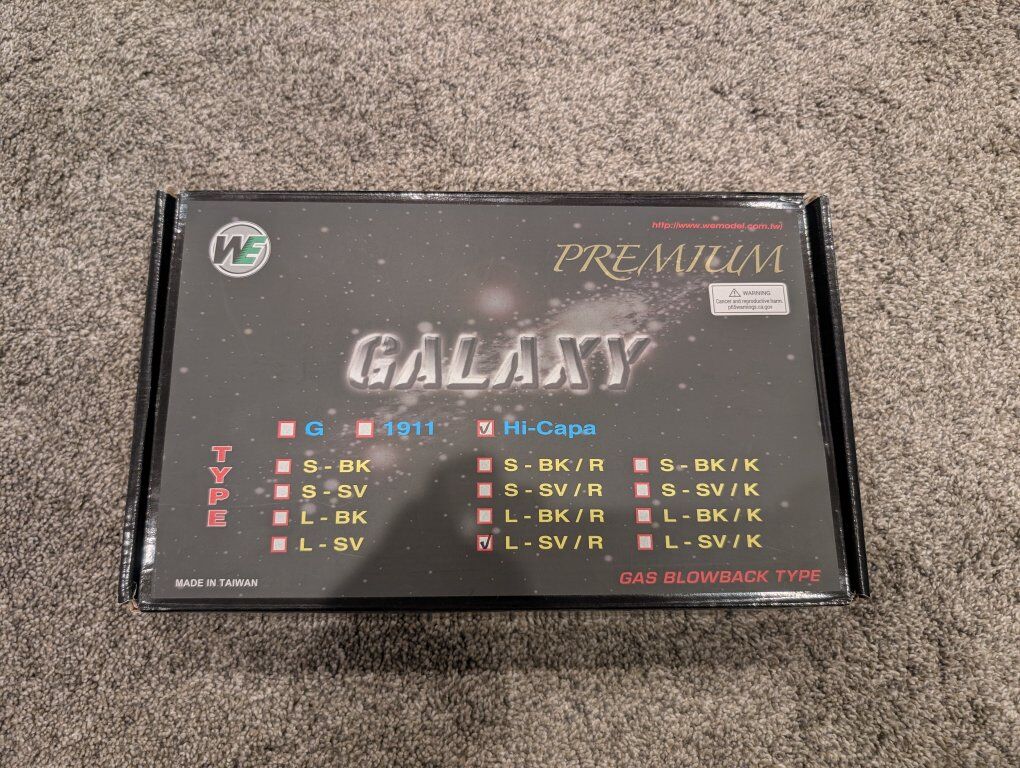 WE
http://www.wemodel.com.tw/
PREMIUM
WARNING
Cancer and reproductive harm.
p65warnings.ca.gov
GALAXY
G 1911 Hi-Capa
TYPE
S - BK S - BK / R S - BK / K
S - SV S - SV / R S - SV / K
L - BK L - BK / R L - BK / K
L - SV L - SV / R L - SV / K
MADE IN TAIWAN
GAS BLOWBACK TYPE